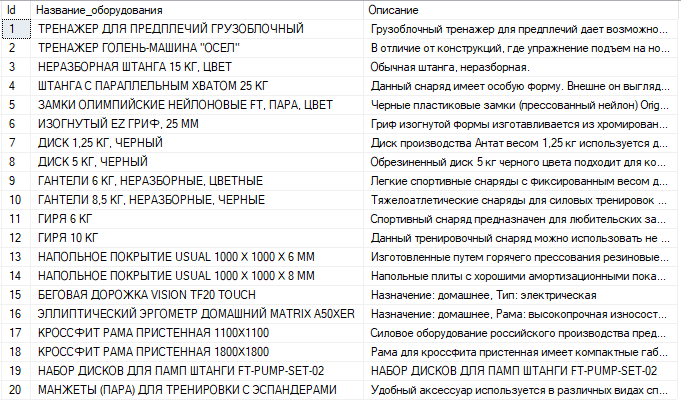 Id Название_оборудования Описание
1 ТРЕНАЖЕР ДЛЯ ПРЕДПЛЕЧИЙ ГРУЗОБЛОЧНЫЙ Грузоблочный тренажер для предплечий дает возможно...
2 ТРЕНАЖЕР ГОЛЕНЬ-МАШИНА "ОСЕЛ" В отличие от конструкций, где упражнение подъем на но...
3 НЕРАЗБОРНАЯ ШТАНГА 15 КГ, ЦВЕТ Обычная штанга, неразборная.
4 ШТАНГА С ПАРАЛЛЕЛЬНЫМ ХВАТОМ 25 КГ Данный снаряд имеет особую форму. Внешне он выгляд...
5 ЗАМКИ ОЛИМПИЙСКИЕ НЕЙЛОНОВЫЕ FT, ПАРА, ЦВЕТ Черные пластиковые замки (прессованный нейлон) Orig...
6 ИЗОГНУТЫЙ EZ ГРИФ, 25 ММ Гриф изогнутой формы изготавливается из хромирован...
7 ДИСК 1,25 КГ, ЧЕРНЫЙ Диск производства Антат весом 1,25 кг используется д...
8 ДИСК 5 КГ, ЧЕРНЫЙ Обрезиненный диск 5 кг черного цвета подходит для ко...
9 ГАНТЕЛИ 6 КГ, НЕРАЗБОРНЫЕ, ЦВЕТНЫЕ Легкие спортивные снаряды с фиксированным весом д...
10 ГАНТЕЛИ 8,5 КГ, НЕРАЗБОРНЫЕ, ЧЕРНЫЕ Тяжелоатлетические снаряды для силовых тренировок ...
11 ГИРЯ 6 КГ Спортивный снаряд предназначен для любительских за...
12 ГИРЯ 10 КГ Данный тренировочный снаряд можно использовать не ...
13 НАПОЛЬНОЕ ПОКРЫТИЕ USUAL 1000 X 1000 X 6 ММ Изготовленные путем горячего прессования резиновые...
14 НАПОЛЬНОЕ ПОКРЫТИЕ USUAL 1000 X 1000 X 8 ММ Напольные плиты с хорошими амортизационными пока...
15 БЕГОВАЯ ДОРОЖКА VISION TF20 TOUCH Назначение: домашнее, Тип: электрическая
16 ЭЛЛИПТИЧЕСКИЙ ЭРГОМЕТР ДОМАШНИЙ MATRIX A50XER Назначение: домашнее, Рама: высокопрочная износост...
17 КРОССФИТ РАМА ПРИСТЕННАЯ 1100X1100 Силовое оборудование российского производства пред...
18 КРОССФИТ РАМА ПРИСТЕННАЯ 1800X1800 Рама для кроссфита пристенная имеет компактные габ...
19 НАБОР ДИСКОВ ДЛЯ ПАМП ШТАНГИ FT-PUMP-SET-02 НАБОР ДИСКОВ ДЛЯ ПАМП ШТАНГИ FT-PUMP-SET-02
20 МАНЖЕТЫ (ПАРА) ДЛЯ ТРЕНИРОВКИ С ЭСПАНДЕРАМИ Удобный аксессуар используется в различных видах сп...